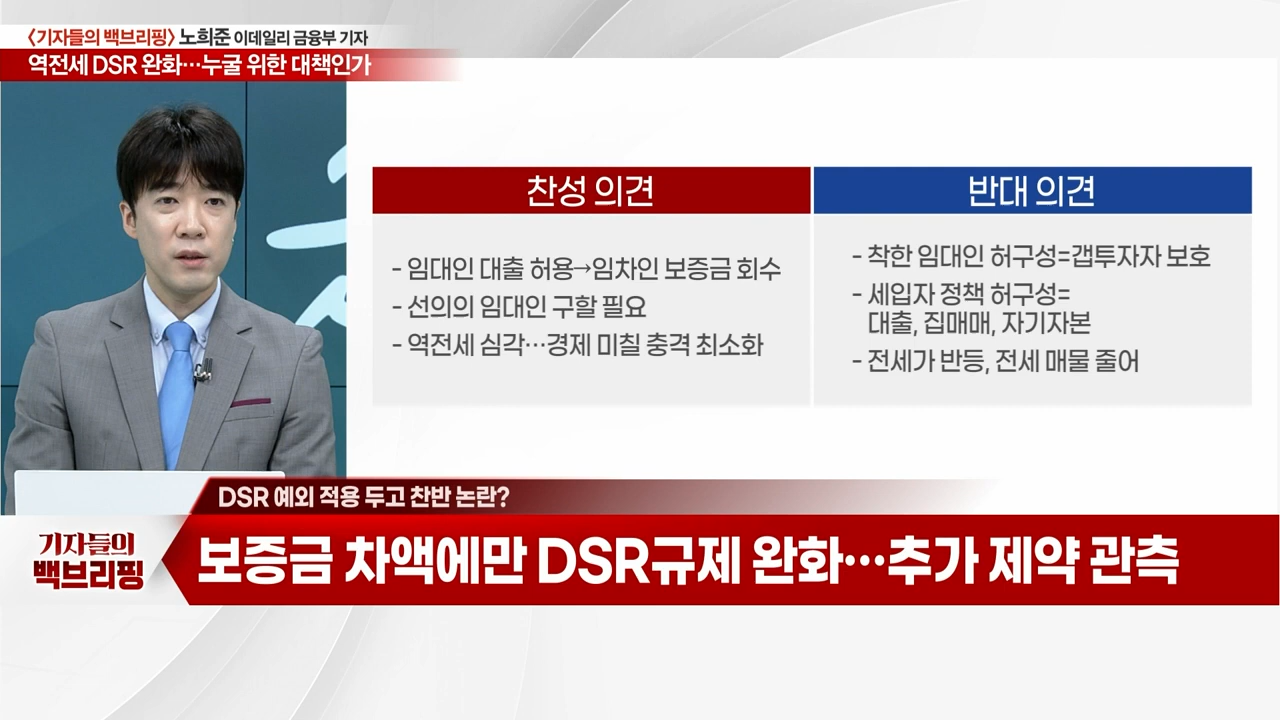 <기자들의 백브리핑> 노희준 이데일리 금융부 기자
역전세 DSR 완화…누굴 위한 대책인가
찬성 의견
- 임대인 대출 허용→임차인 보증금 회수
- 선의의 임대인 구할 필요
- 역전세 심각…경제 미칠 충격 최소화
반대 의견
- 착한 임대인 허구성=갭투자자 보호
- 세입자 정책 허구성=
대출, 집매매, 자기자본
- 전세가 반등, 전세 매물 줄어
DSR 예외 적용 두고 찬반 논란?
기자들의
백브리핑
보증금 차액에만 DSR규제 완화…추가 제약 관측